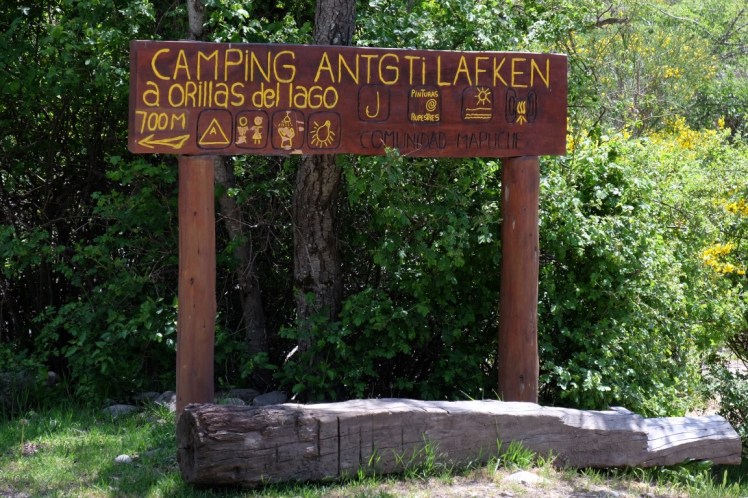 CAMPiNG ANTGTi LAFKEN
a ORiLLAS del lAGO
PiNTURAS
RUPESTRES
700M
COMUNIDAD MAPUCHE